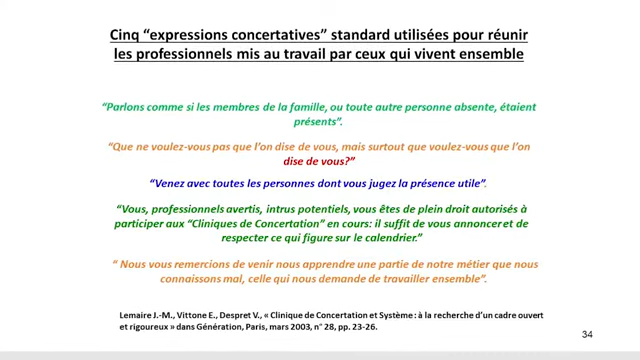 Cinq “expressions concertatives” standard utilisées pour réunir
les professionnels mis au travail par ceux qui vivent ensemble
“Parlons comme si les membres de la famille, ou toute autre personne absente, étaient
présents”.
“Que ne voulez-vous pas que l’on dise de vous, mais surtout que voulez-vous que l’on
dise de vous?”
“Venez avec toutes les personnes dont vous jugez la présence utile”.
“Vous, professionnels avertis, intrus potentiels, vous êtes de plein droit autorisés à
participer aux “Cliniques de Concertation” en cours: il suffit de vous annoncer et de
respecter ce qui figure sur le calendrier.”
“ Nous vous remercions de venir nous apprendre une partie de notre métier que nous
connaissons mal, celle qui nous demande de travailler ensemble”.
Lemaire J.-M., Vittone E., Despret V., « Clinique de Concertation et Système : à la recherche d’un cadre ouvert
et rigoureux » dans Génération, Paris, mars 2003, n° 28, pp. 23-26.
34